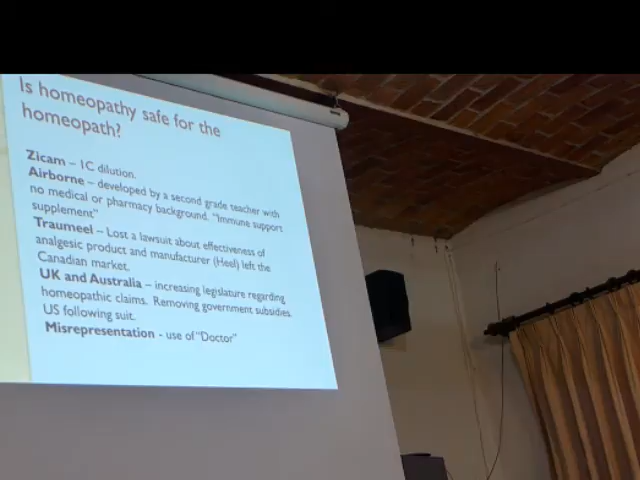 Is homeopathy safe for the
homeopath?
Zicam – 1C dilution.
Airborne – developed by a second grade teacher with
no medical or pharmacy background. "Immune support
supplement"
Traumeel – Lost a lawsuit about effectiveness of
analgesic product and manufacturer (Heel) left the
Canadian market.
UK and Australia – increasing legislature regarding
homeopathic claims. Removing government subsidies.
US following suit.
Misrepresentation - use of "Doctor"